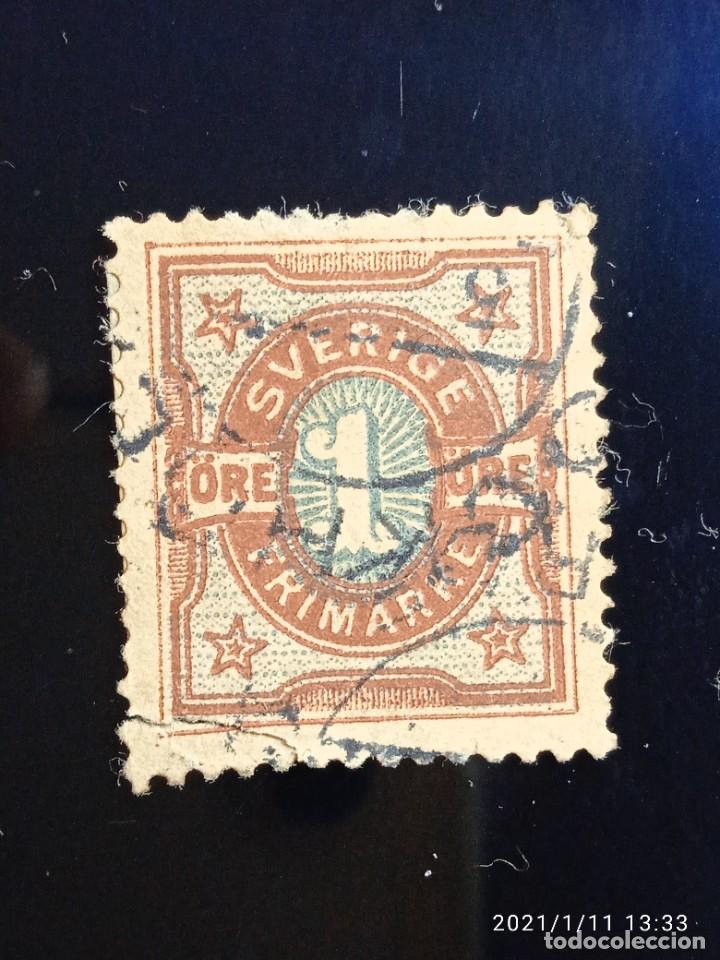 SVERIGE
ÖRE 1 ÖRE
FRIMÄRKE
2021/1/11 13:33
todocoleccion